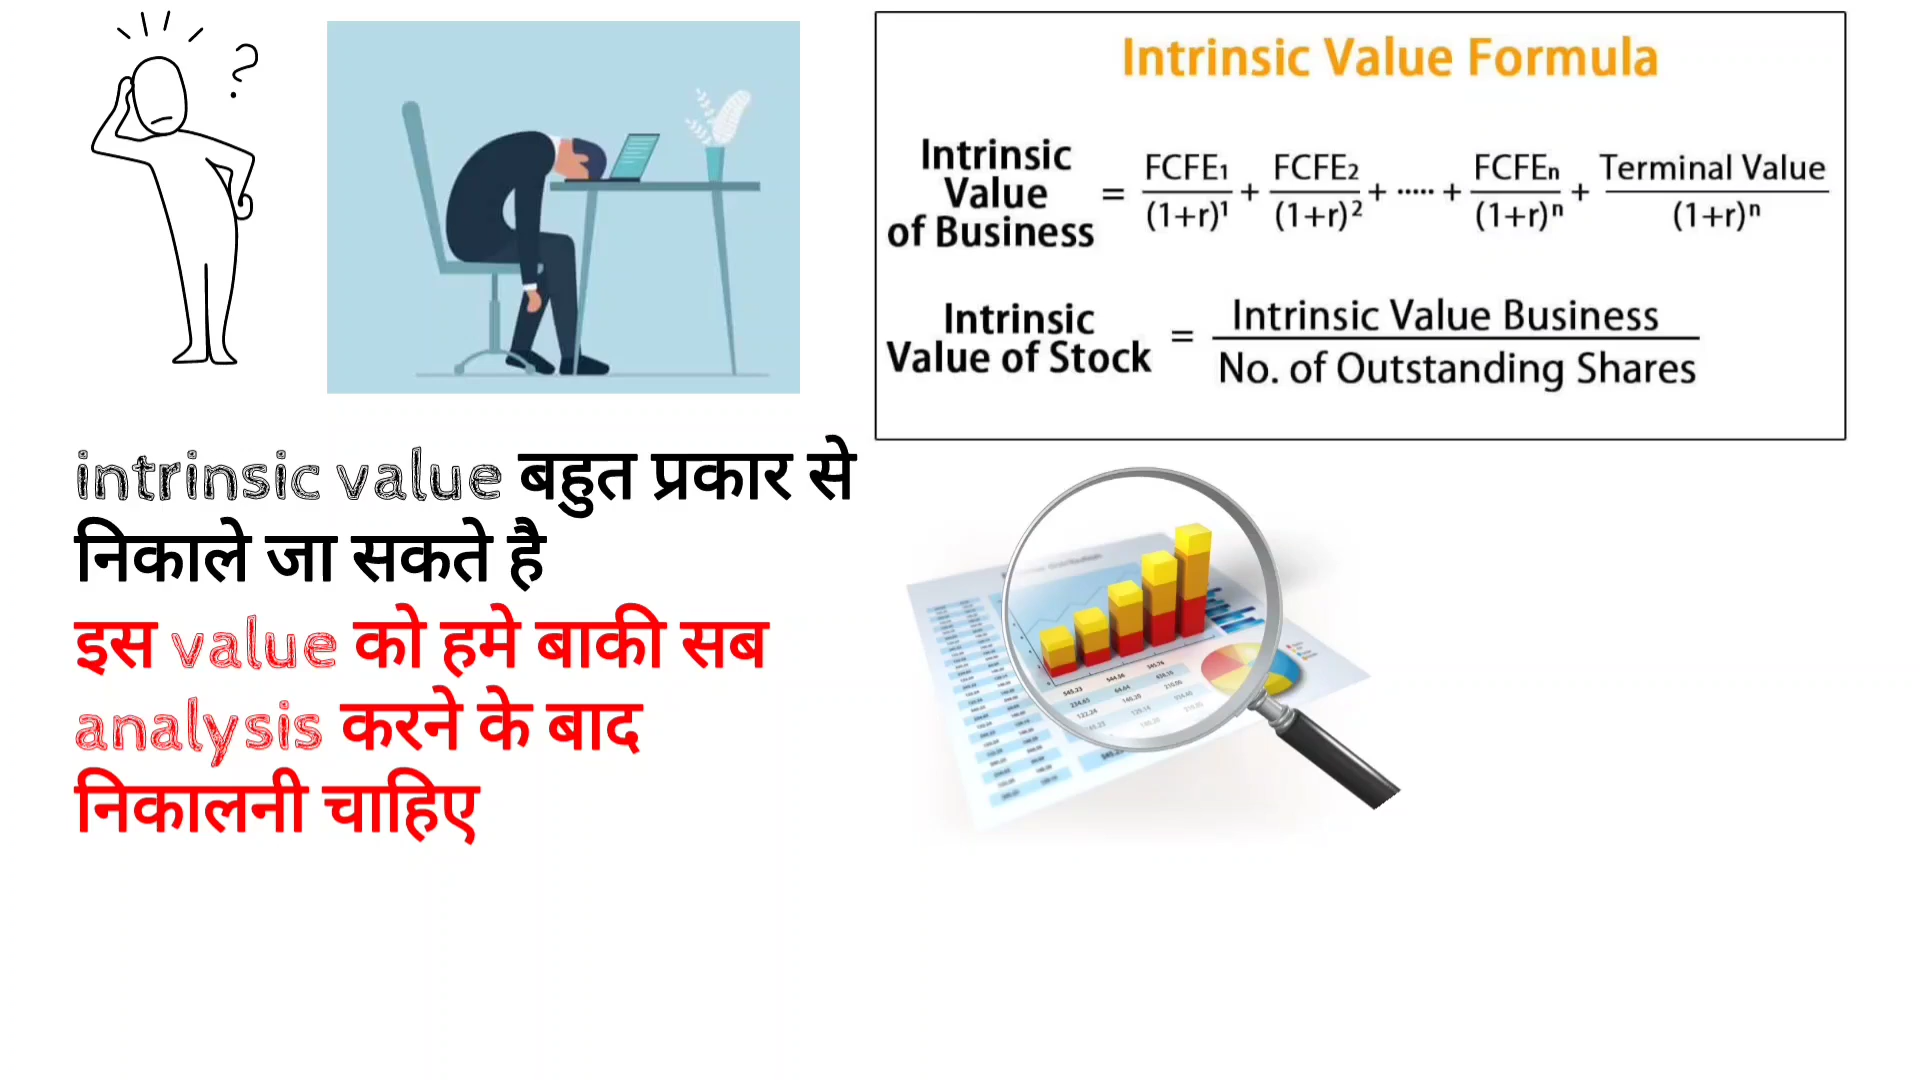 ?
Intrinsic Value Formula
Intrinsic
Value
of Business
= FCFE₁/(1+r)¹ + FCFE₂/(1+r)² + ..... + FCFEₙ/(1+r)ⁿ + Terminal Value/(1+r)ⁿ
Intrinsic
Value of Stock
= Intrinsic Value Business
No. of Outstanding Shares
intrinsic value बहुत प्रकार से
निकाले जा सकते है
इस value को हमे बाकी सब
analysis करने के बाद
निकालनी चाहिए